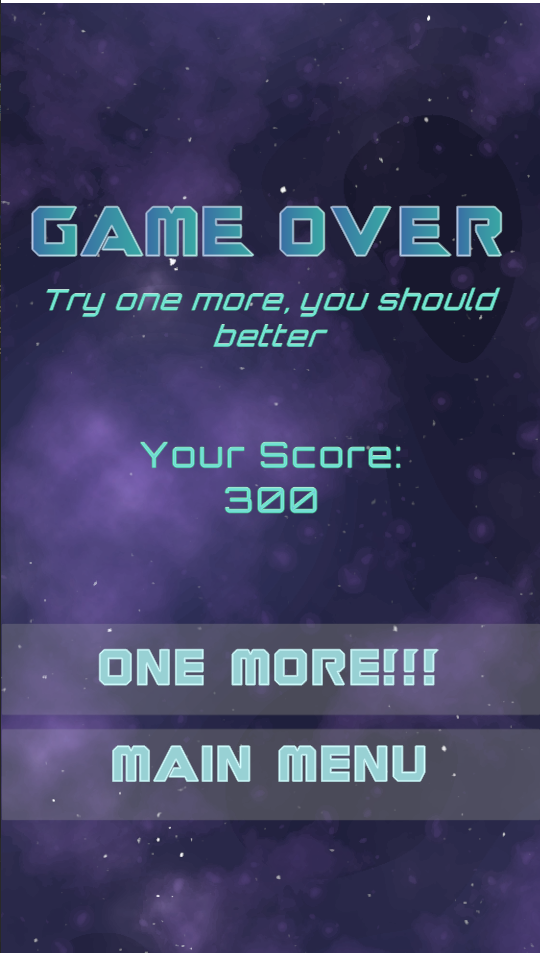 GAME OVER
Try one more, you should
better
Your Score:
300
ONE MORE!!!
MAIN MENU